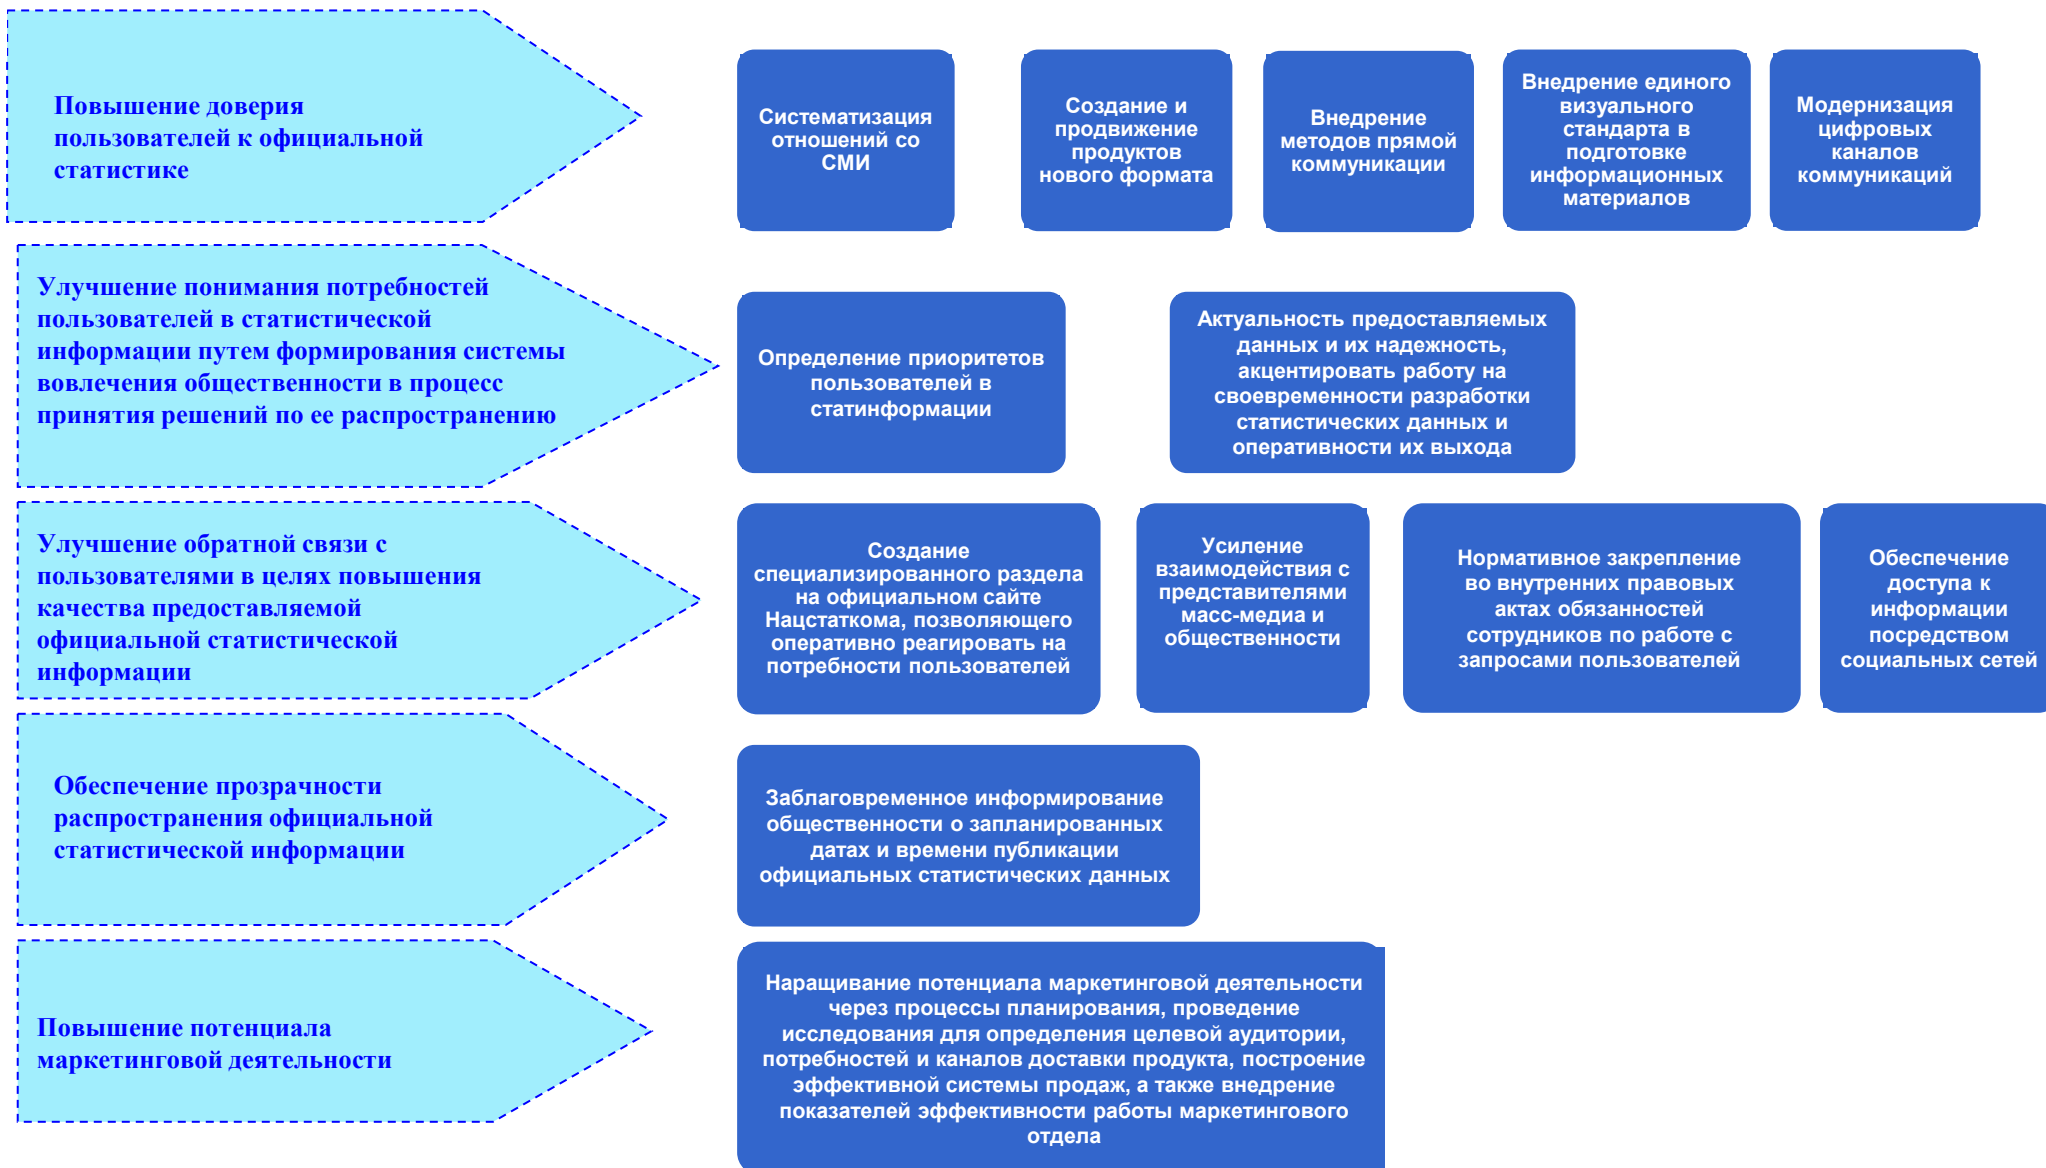 Повышение доверия
пользователей к официальной
статистике
Систематизация
отношений со
СМИ
Создание и
продвижение
продуктов
нового формата
Внедрение
методов прямой
коммуникации
Внедрение единого
визуального
стандарта в
подготовке
информационных
материалов
Модернизация
цифровых
каналов
коммуникаций
Улучшение понимания потребностей
пользователей в статистической
информации путем формирования системы
вовлечения общественности в процесс
принятия решений по ее распространению
Определение приоритетов
пользователей в
статинформации
Актуальность предоставляемых
данных и их надежность,
акцентировать работу на
своевременности разработки
статистических данных и
оперативности их выхода
Улучшение обратной связи с
пользователями в целях повышения
качества предоставляемой
официальной статистической
информации
Создание
специализированного раздела
на официальном сайте
Нацстаткома, позволяющего
оперативно реагировать на
потребности пользователей
Усиление
взаимодействия с
представителями
масс-медиа и
общественности
Нормативное закрепление
во внутренних правовых
актах обязанностей
сотрудников по работе с
запросами пользователей
Обеспечение
доступа к
информации
посредством
социальных сетей
Обеспечение прозрачности
распространения официальной
статистической информации
Заблаговременное информирование
общественности о запланированных
датах и времени публикации
официальных статистических данных
Повышение потенциала
маркетинговой деятельности
Наращивание потенциала маркетинговой деятельности
через процессы планирования, проведение
исследования для определения целевой аудитории,
потребностей и каналов доставки продукта, построение
эффективной системы продаж, а также внедрение
показателей эффективности работы маркетингового
отдела